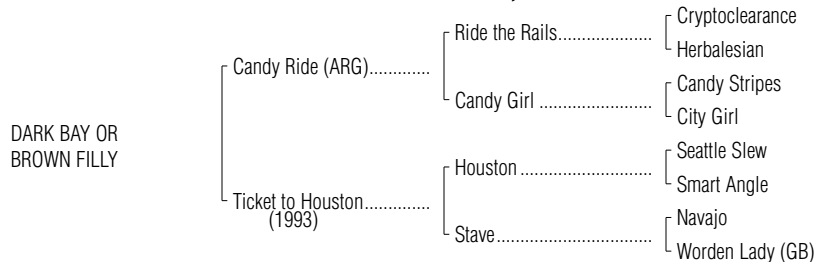 Cryptoclearance
Ride the Rails....................
Herbalesian
Candy Ride (ARG).............
Candy Stripes
Candy Girl ........................
City Girl
DARK BAY OR
BROWN FILLY
Seattle Slew
Houston ............................
Smart Angle
Ticket to Houston..............
(1993)
Navajo
Stave.................................
Worden Lady (GB)